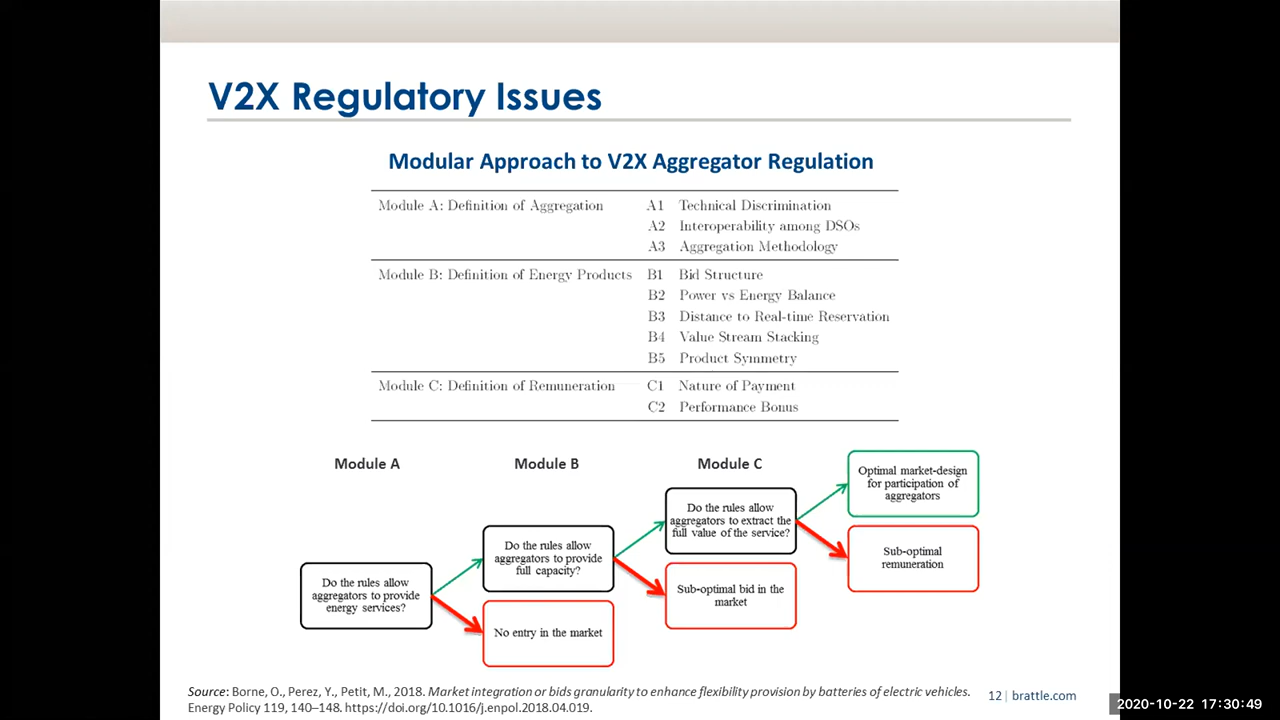 V2X Regulatory Issues
Modular Approach to V2X Aggregator Regulation
Module A: Definition of Aggregation A1 Technical Discrimination
A2 Interoperability among DSOs
A3 Aggregation Methodology
Module B: Definition of Energy Products B1 Bid Structure
B2 Power vs Energy Balance
B3 Distance to Real-time Reservation
B4 Value Stream Stacking
B5 Product Symmetry
Module C: Definition of Remuneration C1 Nature of Payment
C2 Performance Bonus
Module A
Module B
Module C
Do the rules allow
aggregators to provide
energy services?
Do the rules allow
aggregators to provide
full capacity?
No entry in the market
Do the rules allow
aggregators to extract the
full value of the service?
Sub-optimal bid in the
market
Optimal market-design
for participation of
aggregators
Sub-optimal
remuneration
Source: Borne, O., Perez, Y., Petit, M., 2018. Market integration or bids granularity to enhance flexibility provision by batteries of electric vehicles.
Energy Policy 119, 140–148. https://doi.org/10.1016/j.enpol.2018.04.019.
12 | brattle.com
2020-10-22 17:30:49